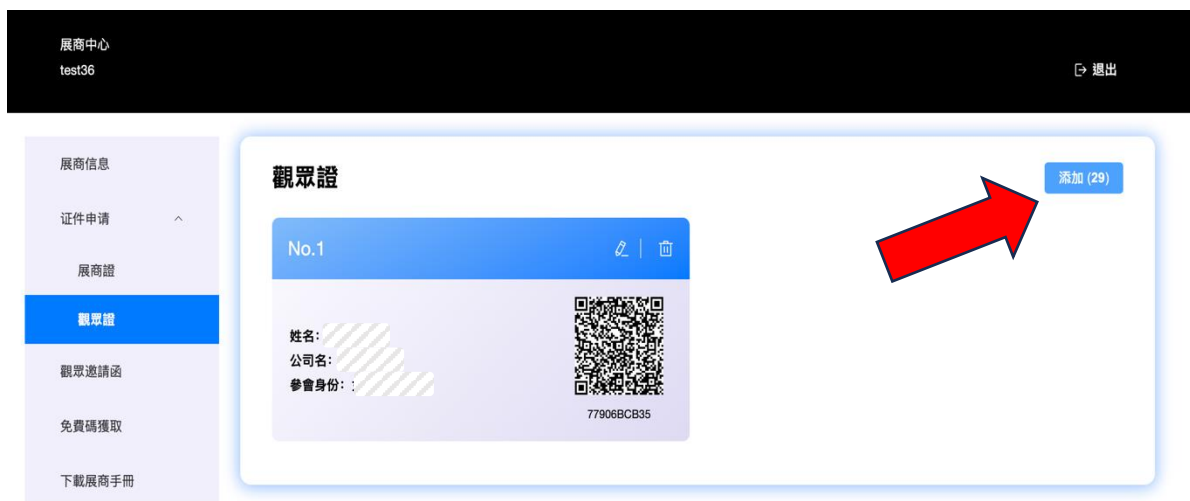 展商中心
test36
退出
展商信息
证件申请
展商證
觀眾證
觀眾邀請函
免費碼獲取
下載展商手冊
觀眾證
添加 (29)
No.1
姓名:
公司名:
參會身份: :
77906BCB35